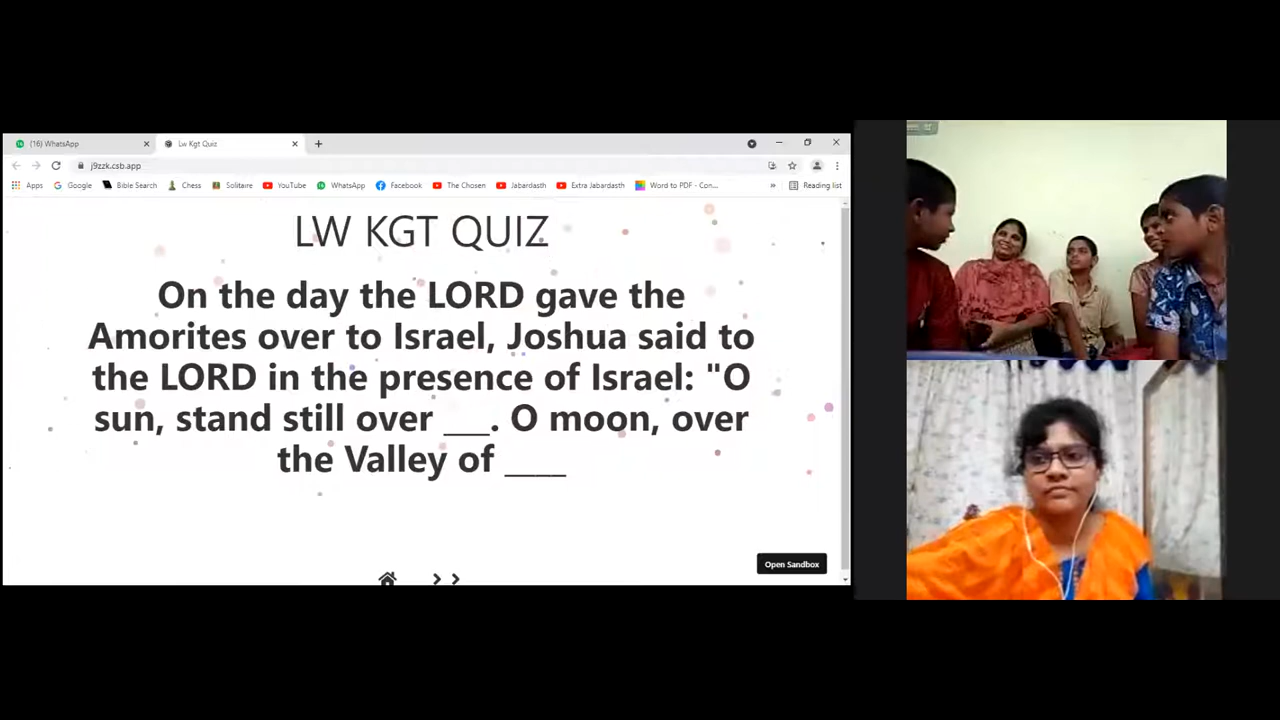 (16) WhatsApp
Lw Kgt Quiz
j9zzk.csb.app
Apps Google Bible Search Chess Solitaire YouTube WhatsApp Facebook The Chosen Jabardasth Extra Jabardasth Word to PDF - Con... » Reading list
LW KGT QUIZ
On the day the LORD gave the
Amorites over to Israel, Joshua said to
the LORD in the presence of Israel: "O
sun, stand still over ___. O moon, over
the Valley of ____
Open Sandbox